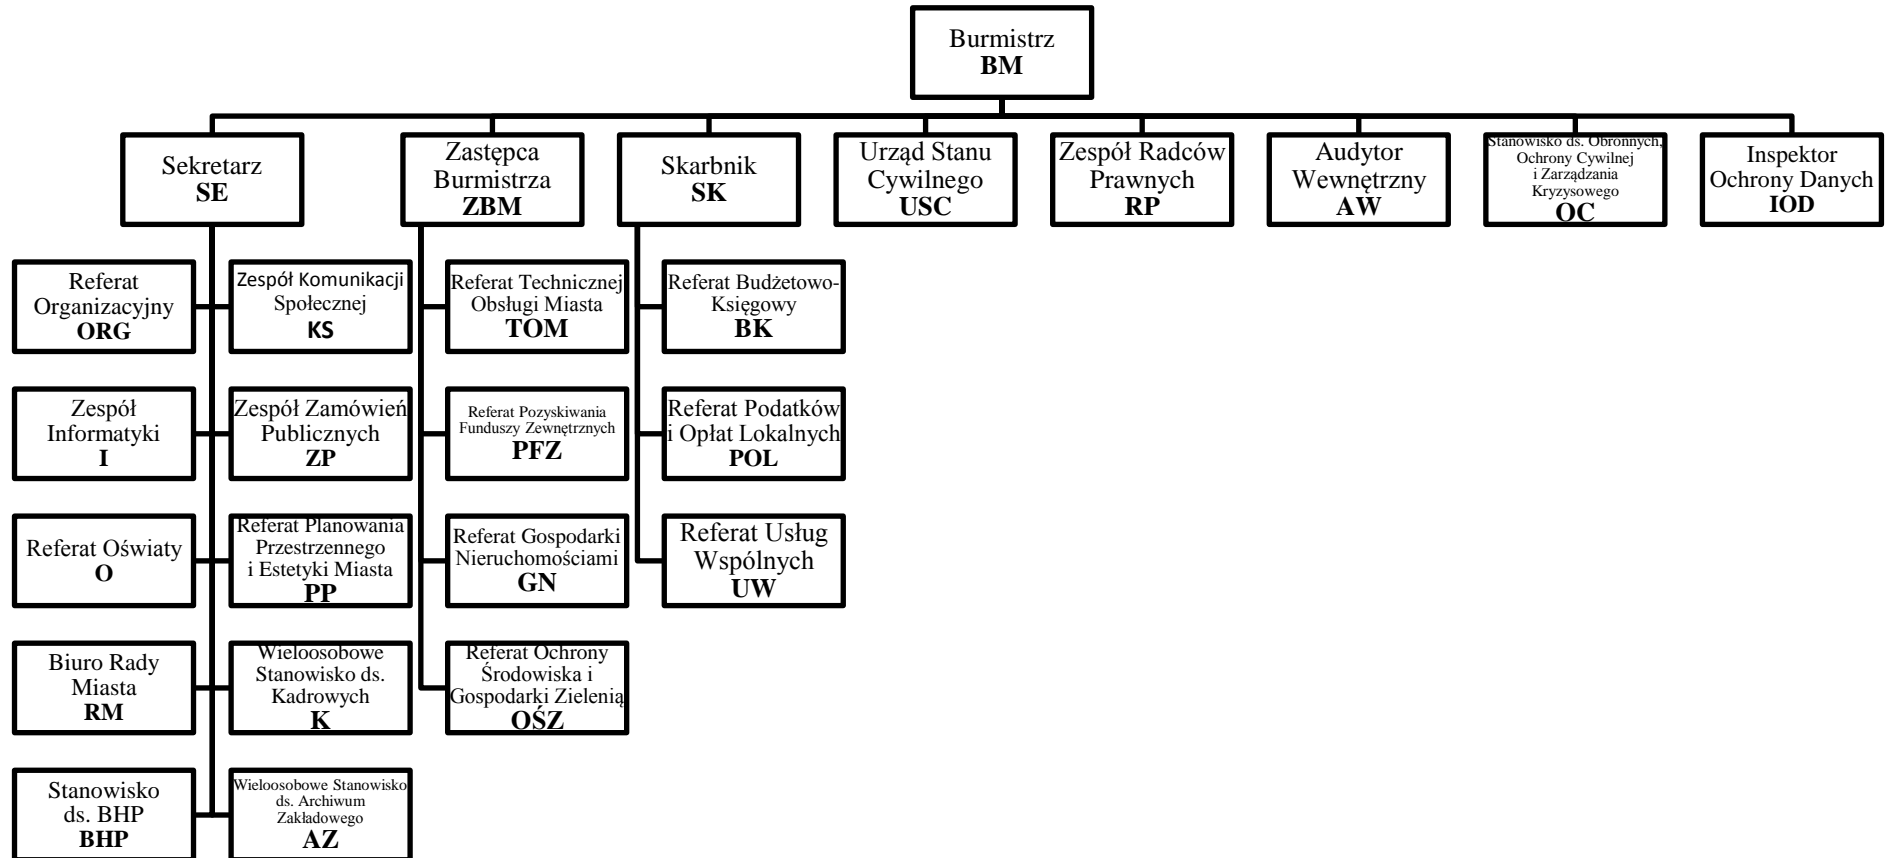 Burmistrz
BM
Sekretarz
SE
Zastępca
Burmistrza
ZBM
Skarbnik
SK
Urząd Stanu
Cywilnego
USC
Zespół Radców
Prawnych
RP
Audytor
Wewnętrzny
AW
Stanowisko ds. Obronnych,
Ochrony Cywilnej
i Zarządzania
Kryzysowego
OC
Inspektor
Ochrony Danych
IOD
Referat
Organizacyjny
ORG
Zespół Komunikacji
Społecznej
KS
Referat Technicznej
Obsługi Miasta
TOM
Referat Budżetowo-
Księgowy
BK
Zespół
Informatyki
I
Zespół Zamówień
Publicznych
ZP
Referat Pozyskiwania
Funduszy Zewnętrznych
PFZ
Referat Podatków
i Opłat Lokalnych
POL
Referat Oświaty
O
Referat Planowania
Przestrzennego
i Estetyki Miasta
PP
Referat Gospodarki
Nieruchomościami
GN
Referat Usług
Wspólnych
UW
Biuro Rady
Miasta
RM
Wieloosobowe
Stanowisko ds.
Kadrowych
K
Referat Ochrony
Środowiska i
Gospodarki Zielenią
OŚZ
Stanowisko
ds. BHP
BHP
Wieloosobowe Stanowisko
ds. Archiwum
Zakładowego
AZ